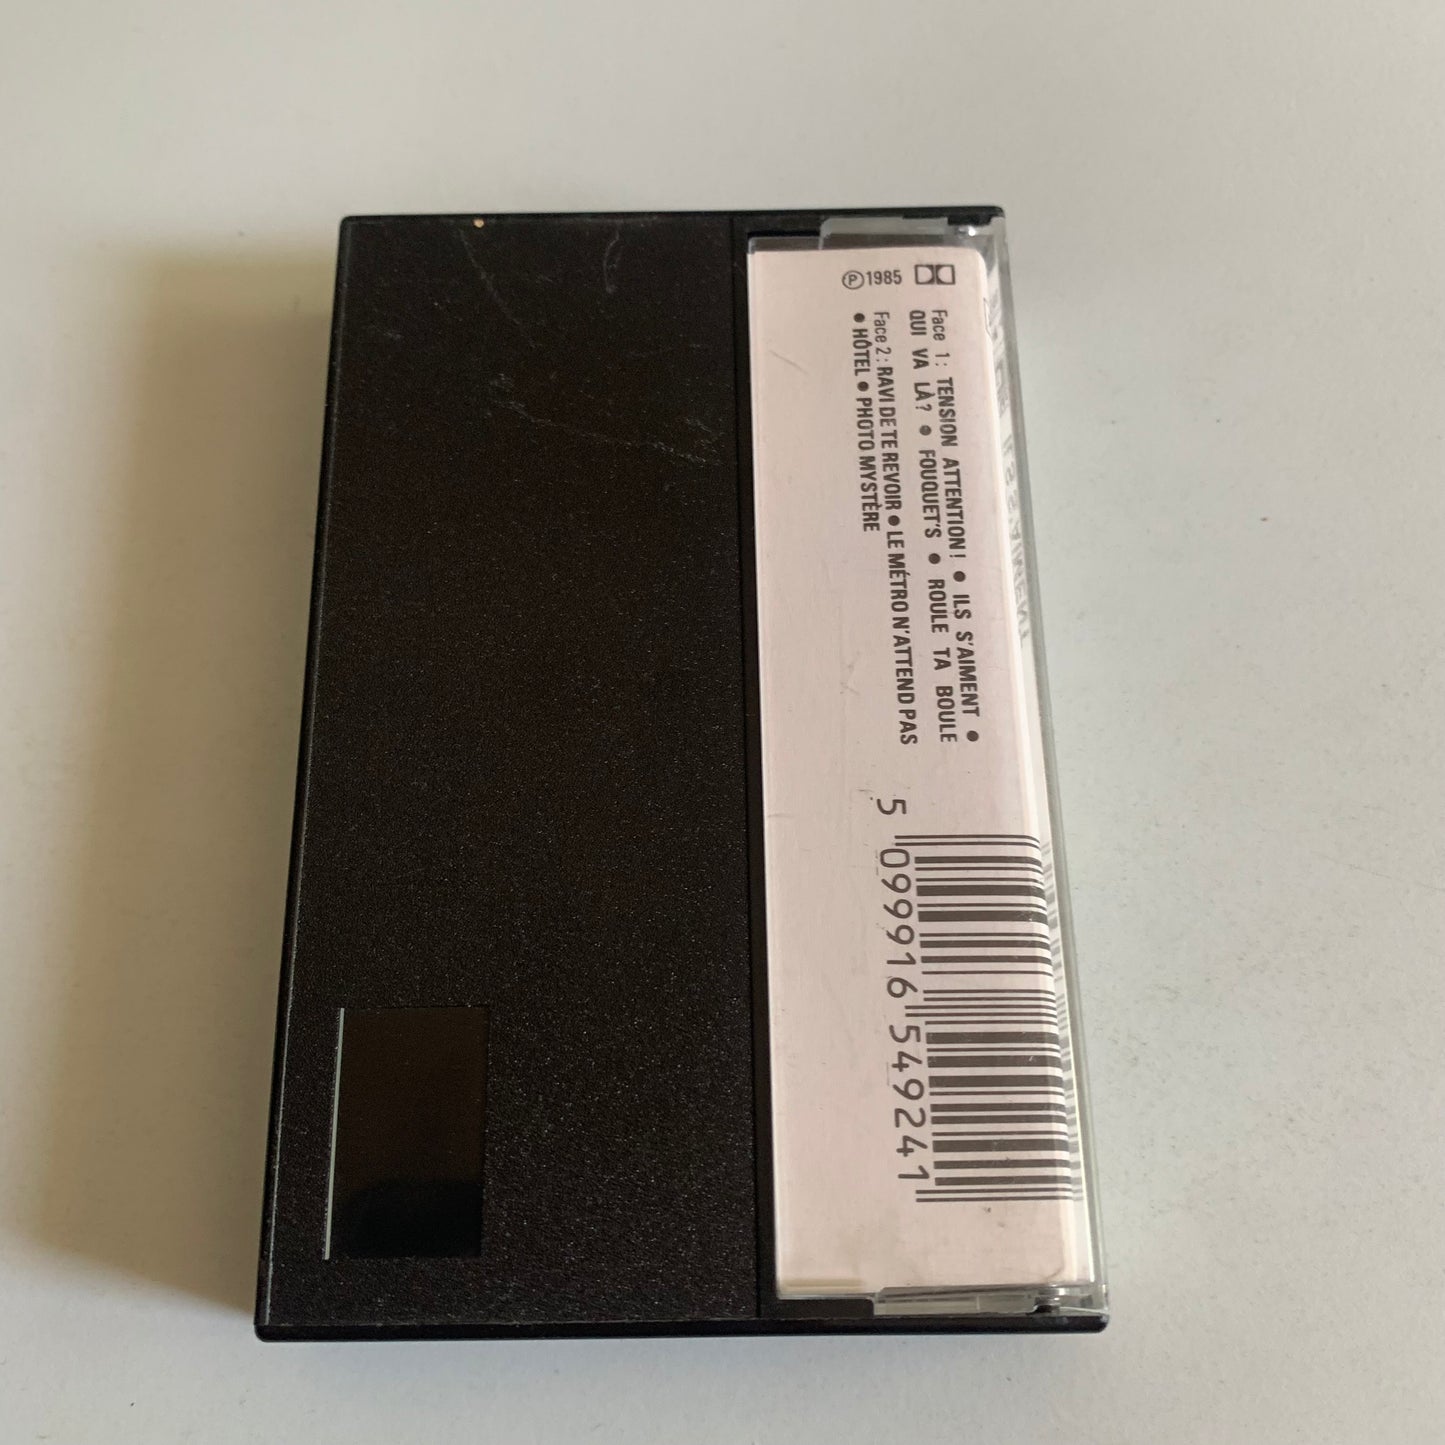 ℗1985
Face 1: TENSION ATTENTION! ● ILS S'AIMENT ●
QUI VA LÀ? ● FOUQUET'S ● ROULE TA BOULE
Face 2: RAVI DE TE REVOIR ● LE MÉTRO N'ATTEND PAS
● HÔTEL ● PHOTO MYSTÈRE
5 099916 549241